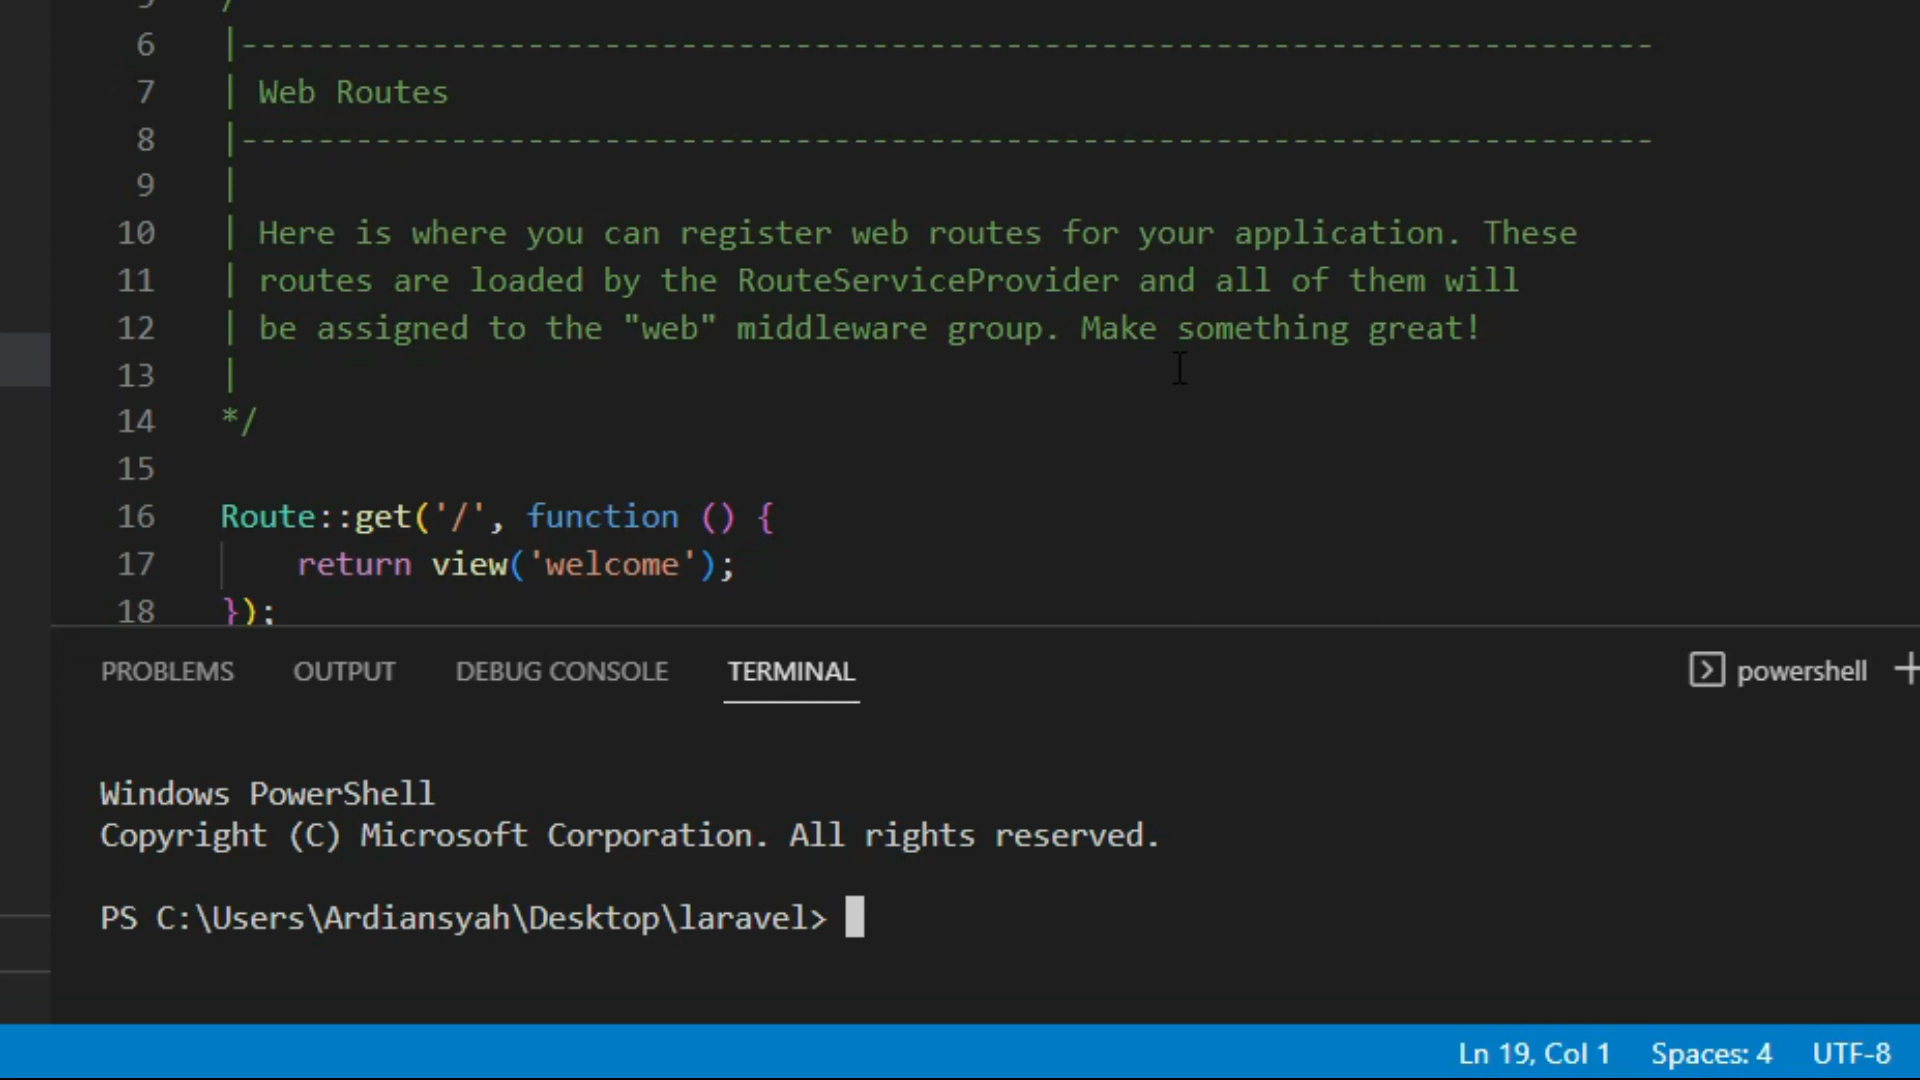 6 |--------------------------------------------------------------------------
7 | Web Routes
8 |--------------------------------------------------------------------------
9 |
10 | Here is where you can register web routes for your application. These
11 | routes are loaded by the RouteServiceProvider and all of them will
12 | be assigned to the "web" middleware group. Make something great!
13 |
14 */
15
16 Route::get('/', function () {
17     return view('welcome');
18 });
PROBLEMS OUTPUT DEBUG CONSOLE TERMINAL powershell
Windows PowerShell
Copyright (C) Microsoft Corporation. All rights reserved.
PS C:\Users\Ardiansyah\Desktop\laravel>
Ln 19, Col 1 Spaces: 4 UTF-8